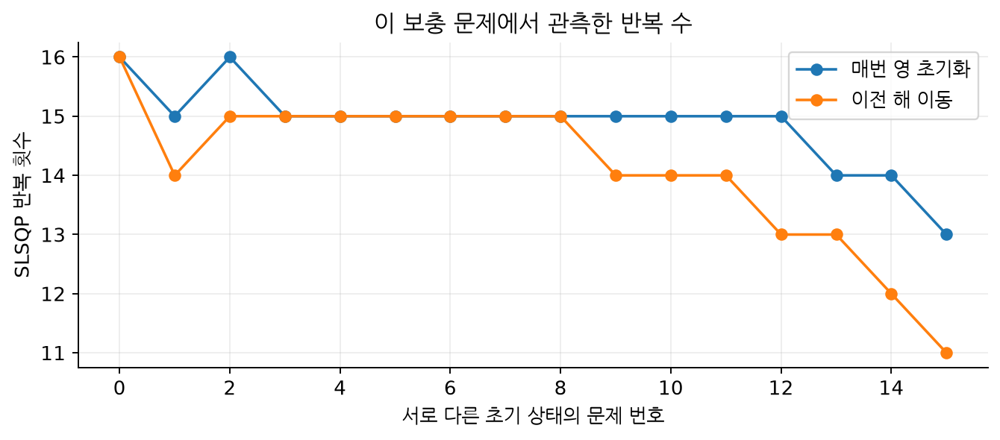 이 보충 문제에서 관측한 반복 수
매번 영 초기화
이전 해 이동
SLSQP 반복 횟수
16
15
14
13
12
11
0 2 4 6 8 10 12 14
서로 다른 초기 상태의 문제 번호